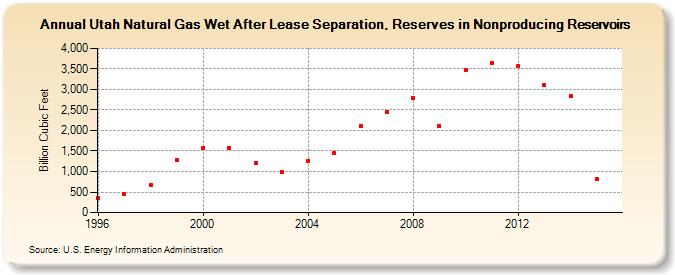 Annual Utah Natural Gas Wet After Lease Separation, Reserves in Nonproducing Reservoirs
Billion Cubic Feet
4,000
3,500
3,000
2,500
2,000
1,500
1,000
500
0
1996 2000 2004 2008 2012
Source: U.S. Energy Information Administration